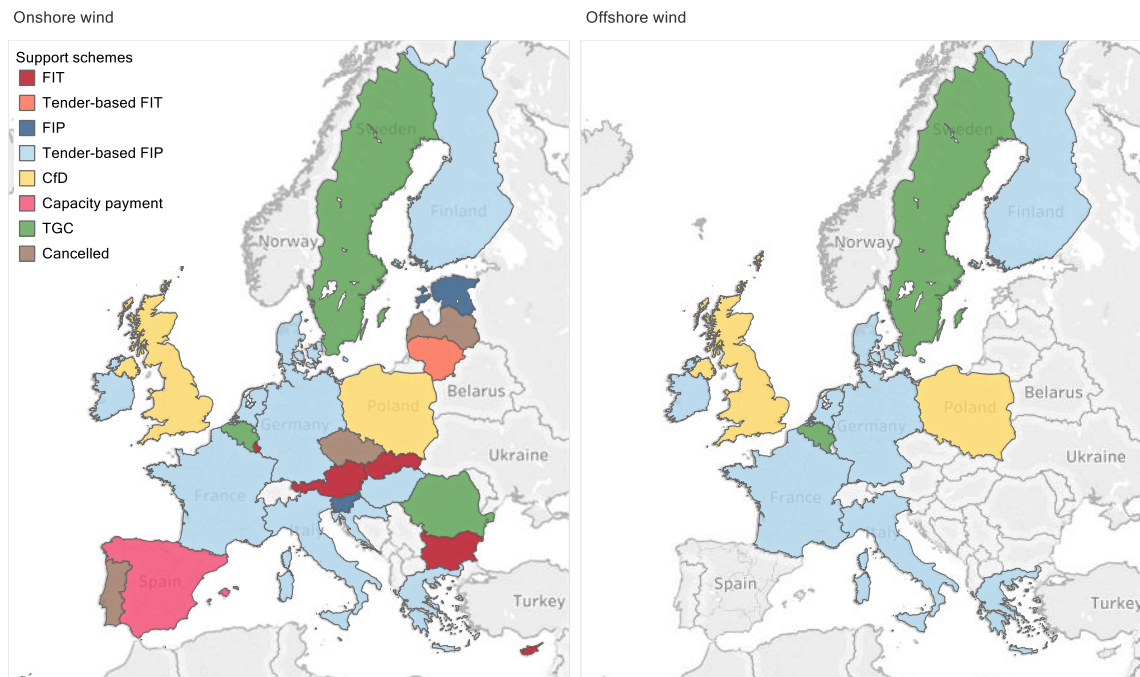 Onshore wind
Offshore wind
Support schemes
FIT
Tender-based FIT
FIP
Tender-based FIP
CfD
Capacity payment
TGC
Cancelled
Sweden
Finland
Norway
Belarus
Poland
Germany
Ukraine
France
Italy
Spain
Turkey
Sweden
Finland
Norway
Belarus
Poland
Germany
Ukraine
France
Italy
Spain
Turkey